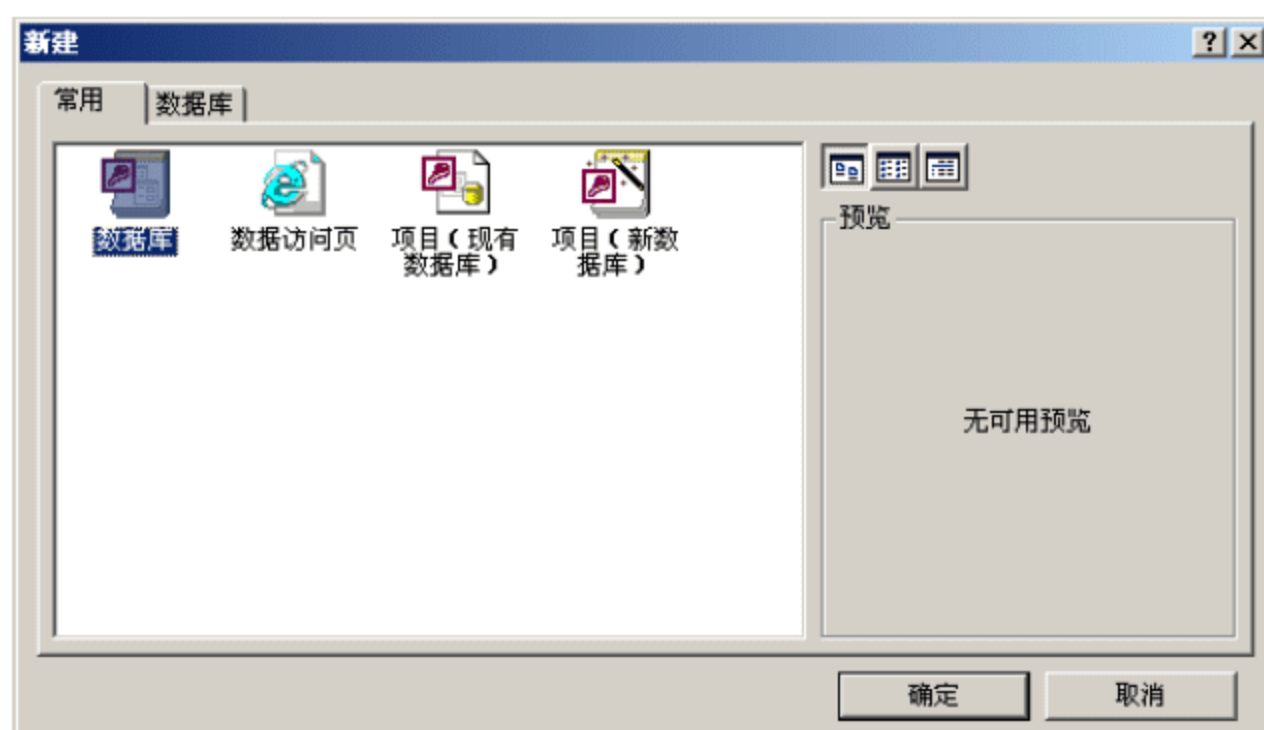 新建
常用
数据库
数据库
数据访问页
项目(现有
数据库)
项目(新数
据库)
预览
无可用预览
确定
取消